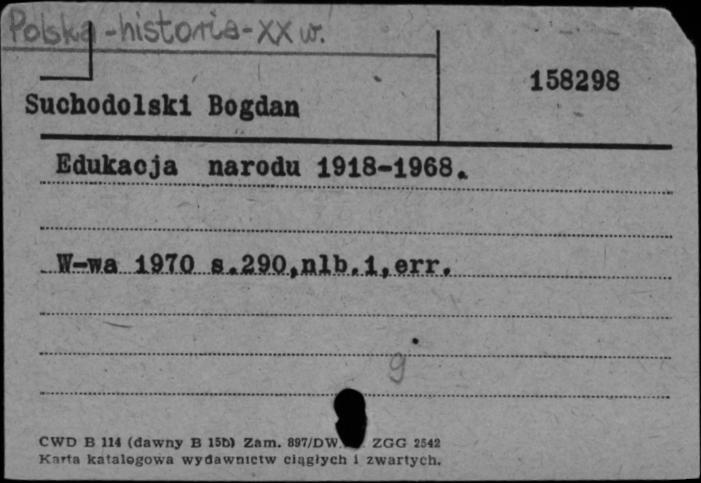 Polska - historia - XX w.
158298
Suchodolski Bogdan
Edukacja narodu 1918-1968.
W-wa 1970 s.290,nlb.1,err.
9
CWD B 114 (dawny B 15b) Zam. 897/DW. ZGG 2542
Karta katalogowa wydawnictw ciągłych i zwartych.